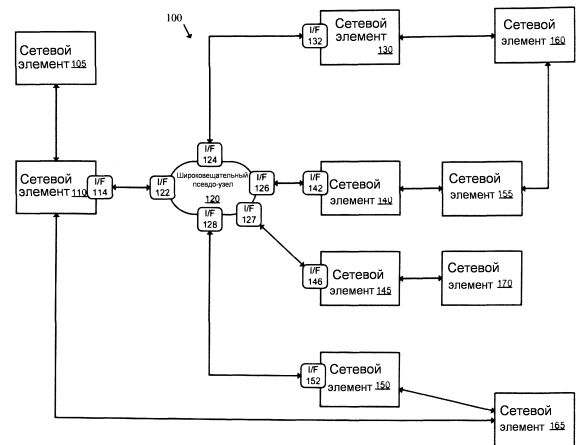 100
Сетевой
элемент 105
I/F
132
Сетевой
элемент
130
Сетевой
элемент 160
I/F
124
Сетевой
элемент 110
I/F
114
I/F
122
Широковещательный
псевдо-узел
120
I/F
126
I/F
127
I/F
128
I/F
142
Сетевой
элемент 140
Сетевой
элемент 155
I/F
146
Сетевой
элемент 145
Сетевой
элемент 170
I/F
152
Сетевой
элемент 150
Сетевой
элемент 165